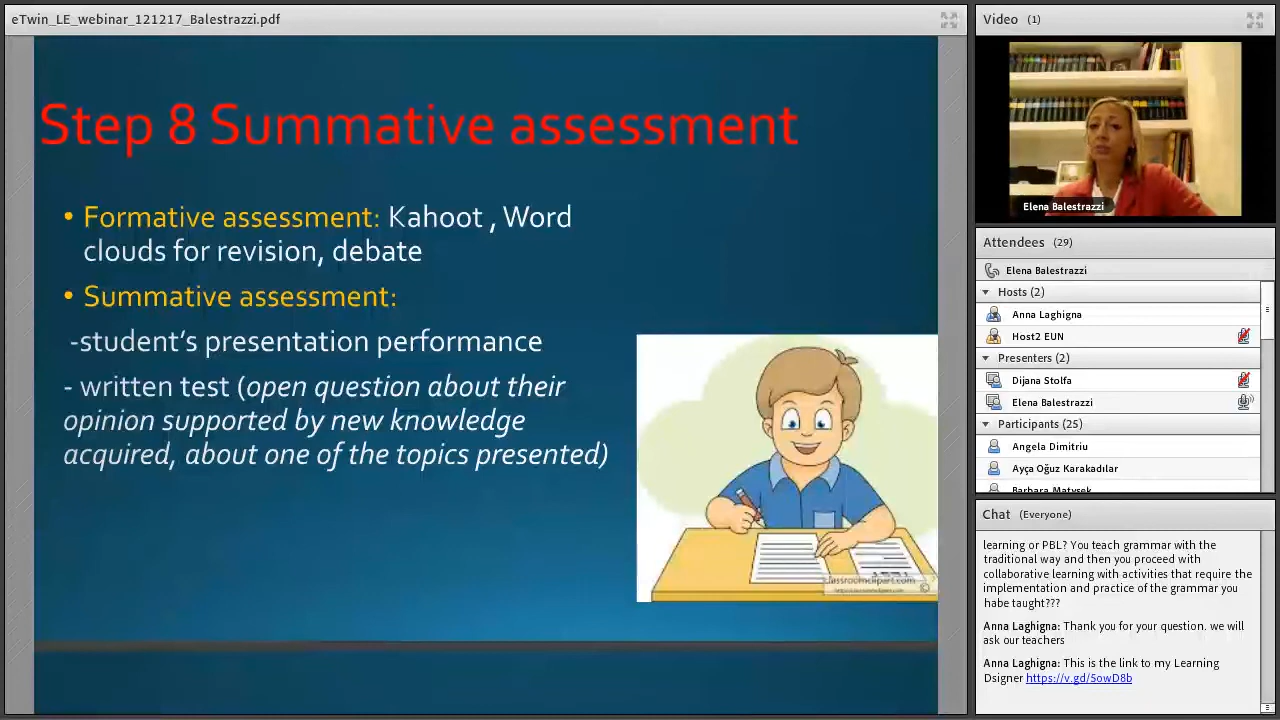 eTwin_LE_webinar_121217_Balestrazzi.pdf
Step 8 Summative assessment
• Formative assessment: Kahoot , Word
clouds for revision, debate
• Summative assessment:
-student’s presentation performance
- written test (open question about their
opinion supported by new knowledge
acquired, about one of the topics presented)
classroomclipart.com
Video (1)
Elena Balestrazzi
Attendees (29)
Elena Balestrazzi
Hosts (2)
Anna Laghigna
Host2 EUN
Presenters (2)
Dijana Stolfa
Elena Balestrazzi
Participants (25)
Angela Dimitriu
Ayça Oğuz Karakadılar
Barbara Matysek
Chat (Everyone)
learning or PBL? You teach grammar with the
traditional way and then you proceed with
collaborative learning with activities that require the
implementation and practice of the grammar you
habe taught???
Anna Laghigna: Thank you for your question. we will
ask our teachers
Anna Laghigna: This is the link to my Learning
Dsigner https://v.gd/5owD8b